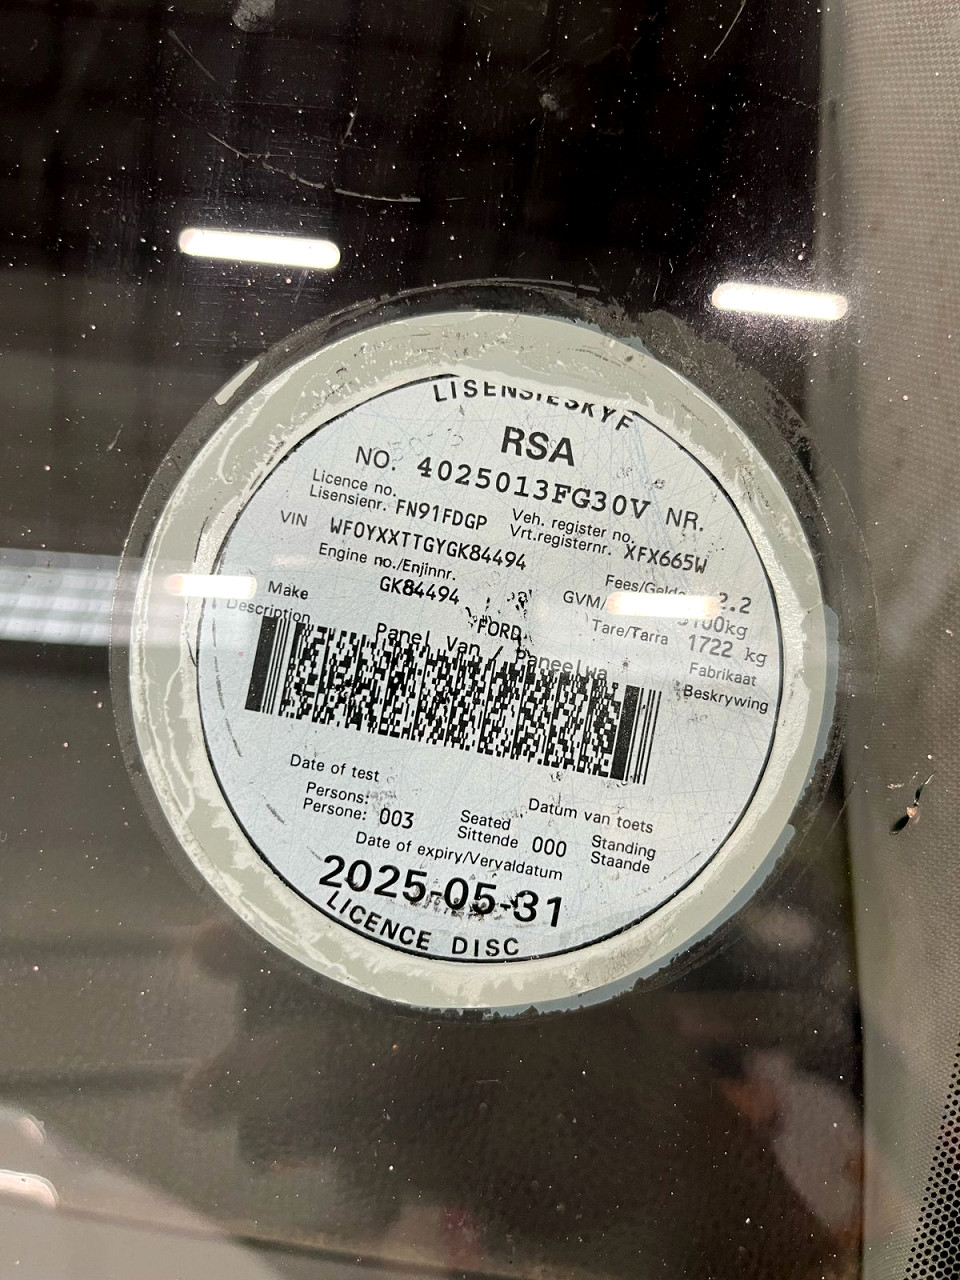 LISENSIESKYF
RSA
NO. 4025013FG30V NR.
Licence no. Veh. register no.
Lisensienr. FN91FDGP Vrt.registernr. XFX665W
VIN WF0YXXTTGYGK84494
Engine no./Enjinnr. Fees/Gelde
GK84494 GVM/ kg
Tare/Tarra 1722 kg
Make FORD Fabrikaat
Description Panel Van / Paneelwa Beskrywing
Date of test Datum van toets
Persons: Seated Standing
Persone: 003 Sittende 000 Staande
Date of expiry/Vervaldatum
2025-05-31
LICENCE DISC